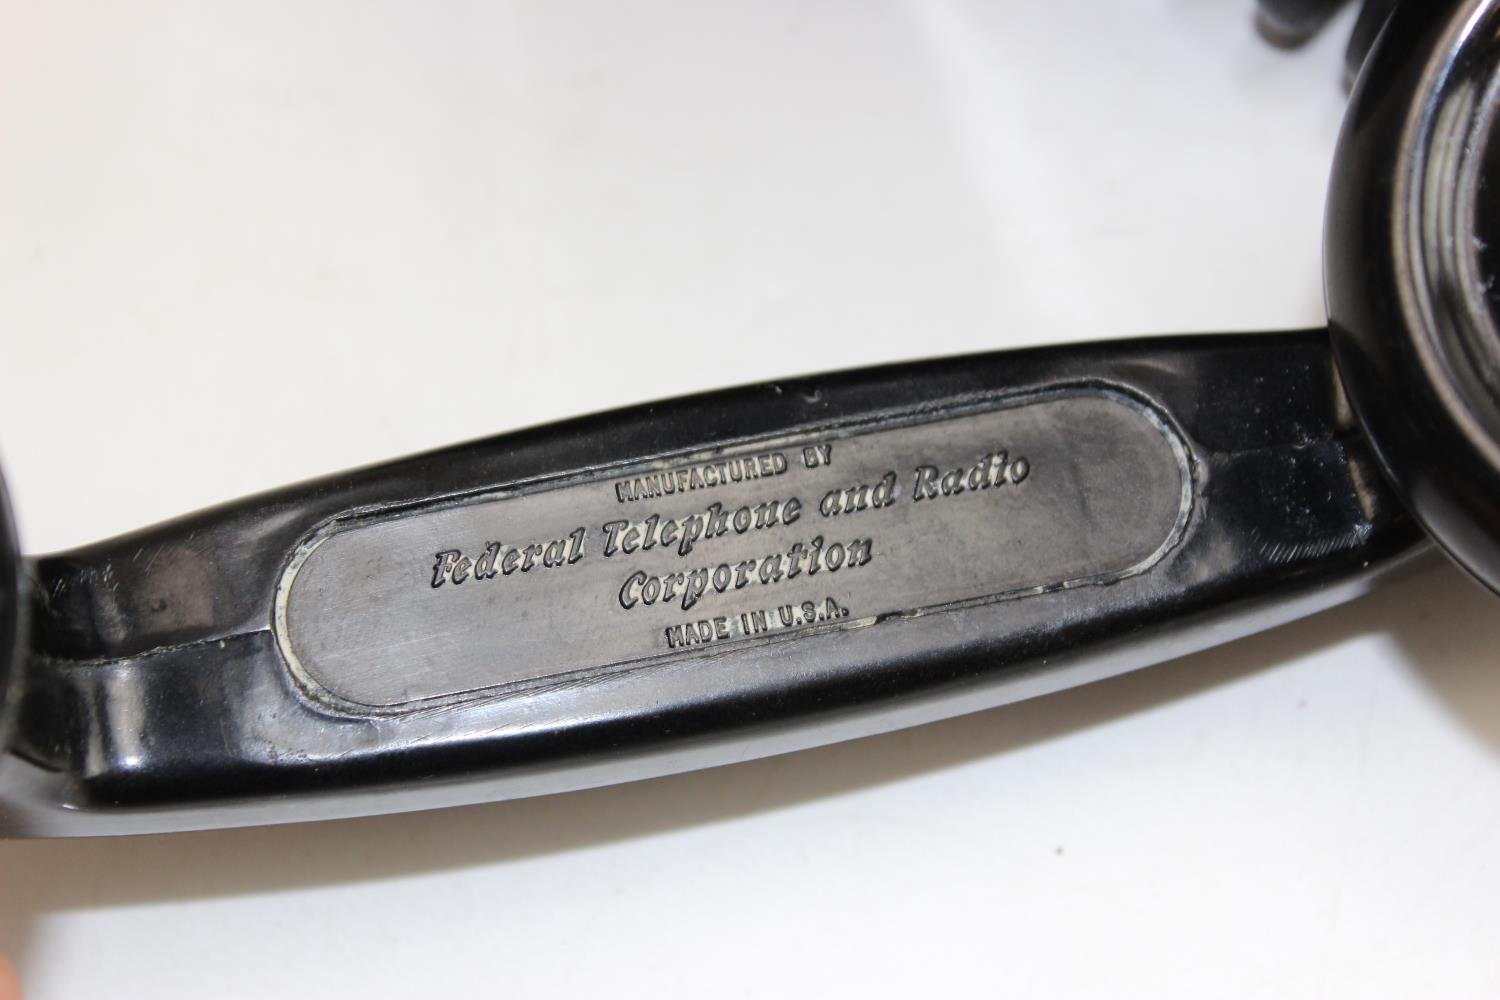 MANUFACTURED BY
Federal Telephone and Radio
Corporation
MADE IN U.S.A.